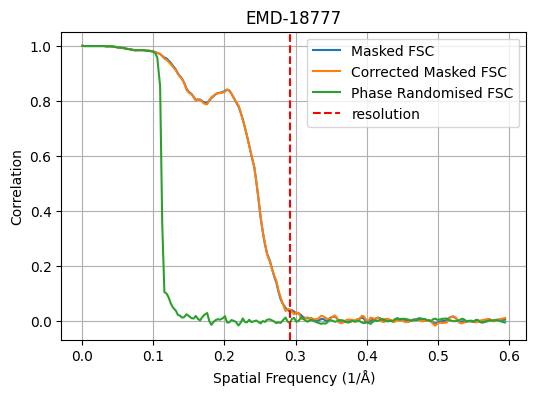 EMD-18777
Masked FSC
Corrected Masked FSC
Phase Randomised FSC
resolution
Correlation
1.0
0.8
0.6
0.4
0.2
0.0
0.0 0.1 0.2 0.3 0.4 0.5 0.6
Spatial Frequency (1/Å)